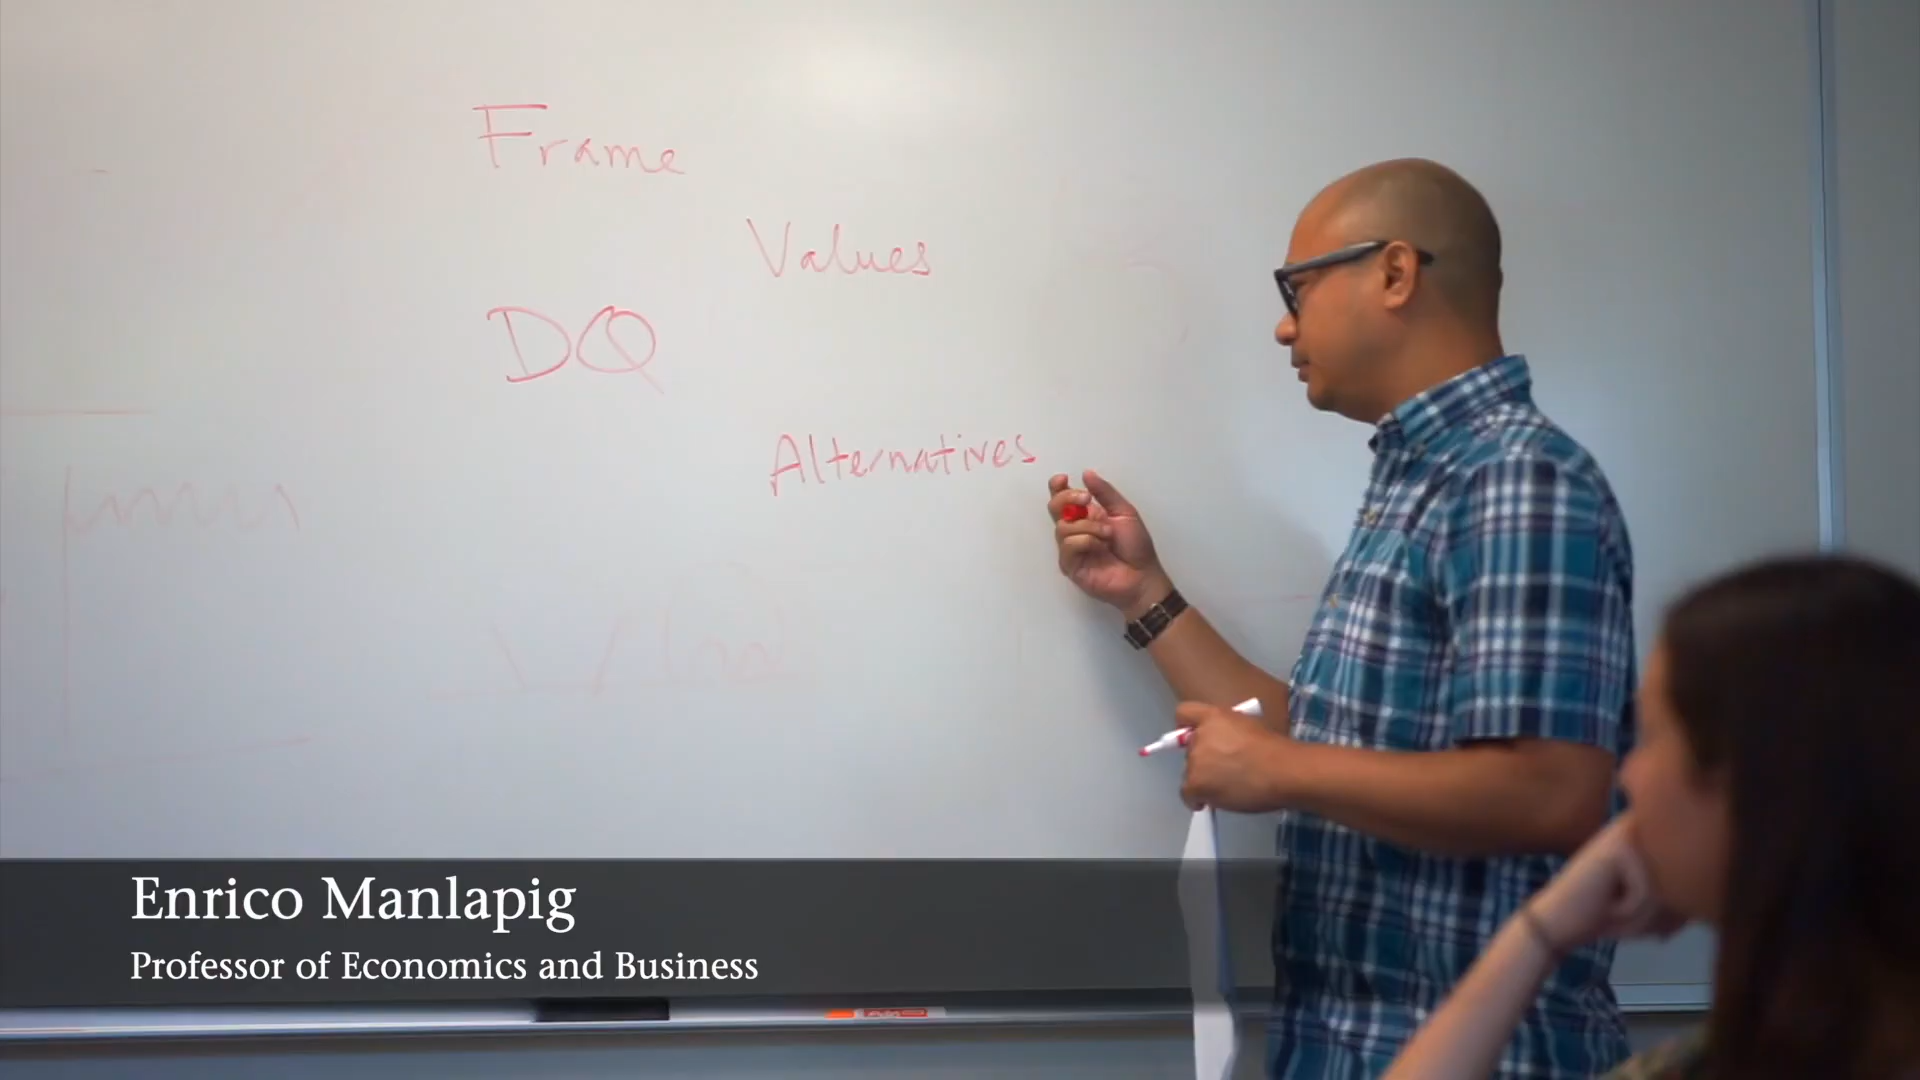 Frame
Values
DQ
Alternatives
Enrico Manlapig
Professor of Economics and Business